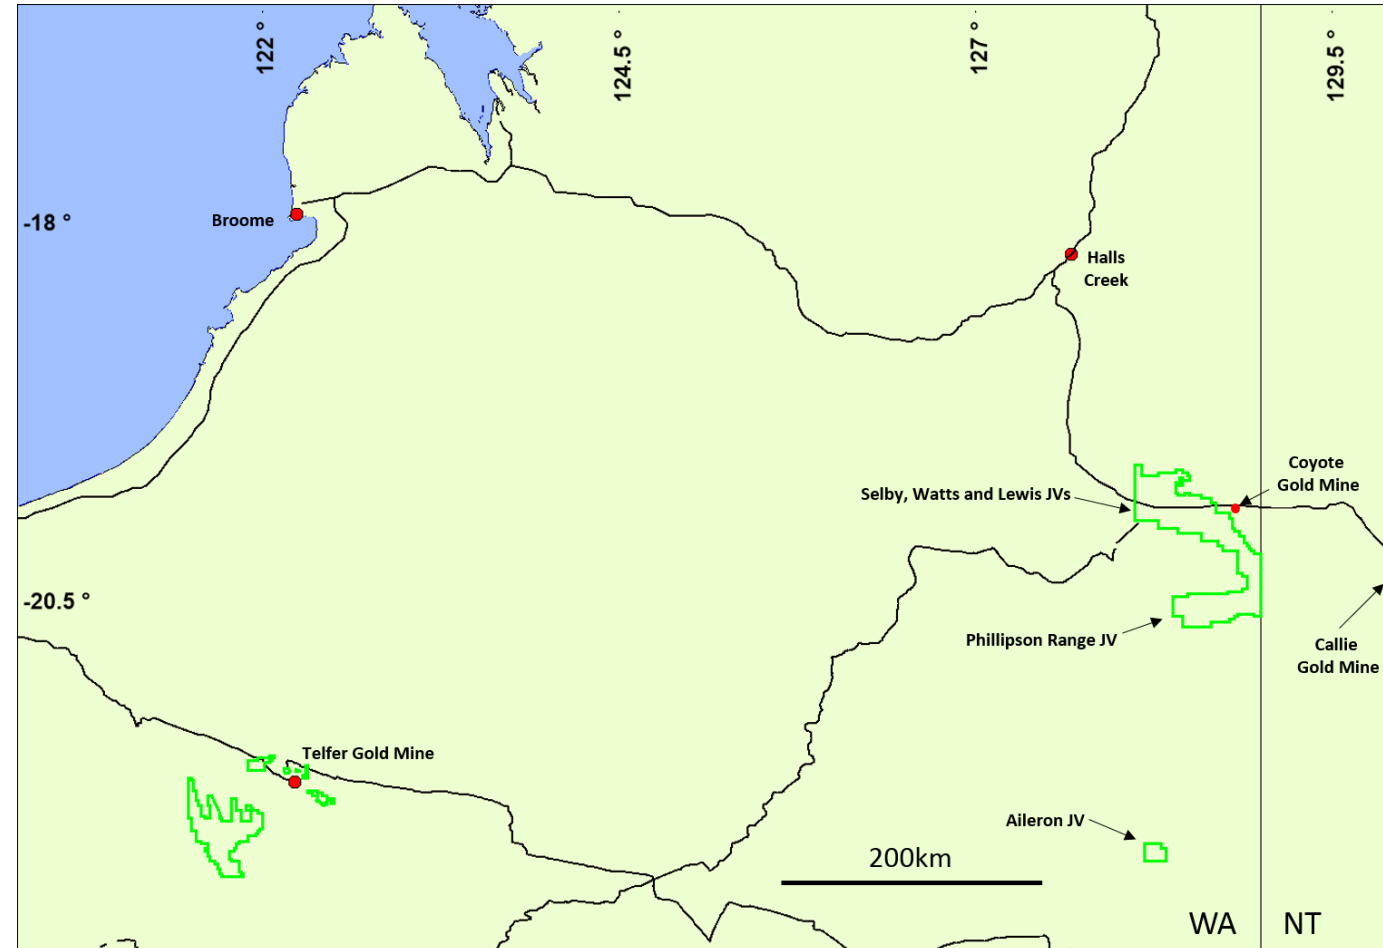 122 °
124.5 °
127 °
129.5 °
-18 °
Broome
Halls
Creek
Coyote
Gold Mine
Selby, Watts and Lewis JVs
-20.5 °
Phillipson Range JV
Callie
Gold Mine
Telfer Gold Mine
Aileron JV
200km
WA
NT